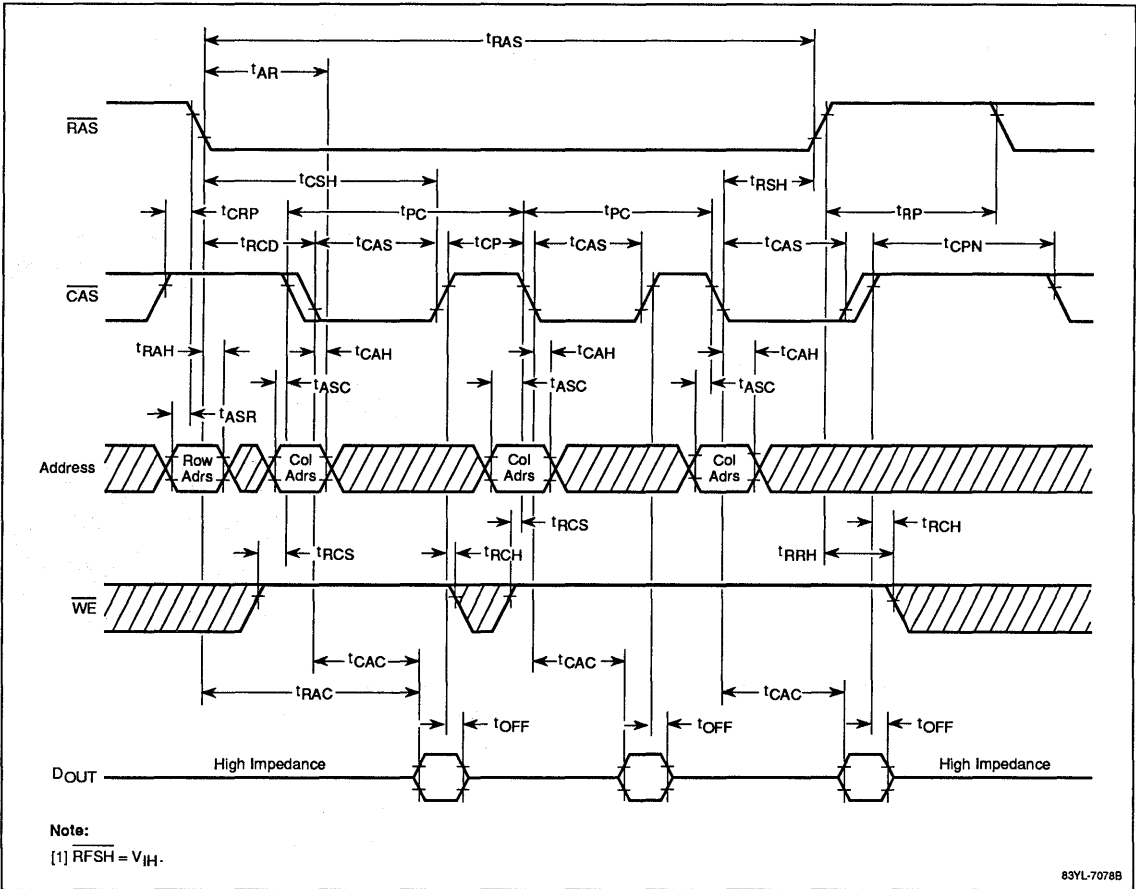 tRAS
tAR
RAS
tCSH
tRSH
tCRP
tPC
tPC
tRP
tRCD
tCAS
tCP
tCAS
tCAS
tCPN
CAS
tRAH
tCAH
tCAH
tCAH
tASC
tASC
tASC
tASR
Address
Row Adrs
Col Adrs
Col Adrs
Col Adrs
tRCS
tRCH
tRCS
tRCH
tRRH
WE
tCAC
tCAC
tRAC
tCAC
tOFF
tOFF
tOFF
DOUT
High Impedance
High Impedance
Note:
[1] RFSH = VIH.
83YL-7078B